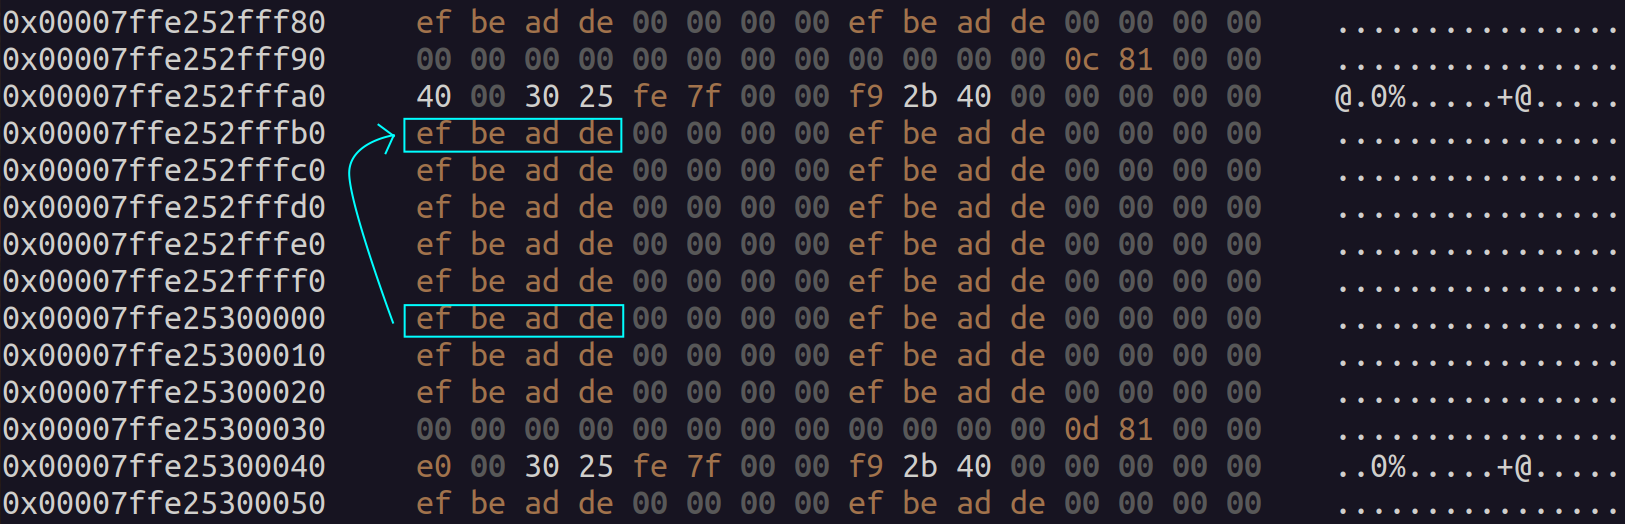 0x00007ffe252fff80 ef be ad de 00 00 00 00 ef be ad de 00 00 00 00 ................
0x00007ffe252fff90 00 00 00 00 00 00 00 00 00 00 00 00 0c 81 00 00 ................
0x00007ffe252fffa0 40 00 30 25 fe 7f 00 00 f9 2b 40 00 00 00 00 00 @.0%.....+@.....
0x00007ffe252fffb0 ef be ad de 00 00 00 00 ef be ad de 00 00 00 00 ................
0x00007ffe252fffc0 ef be ad de 00 00 00 00 ef be ad de 00 00 00 00 ................
0x00007ffe252fffd0 ef be ad de 00 00 00 00 ef be ad de 00 00 00 00 ................
0x00007ffe252fffe0 ef be ad de 00 00 00 00 ef be ad de 00 00 00 00 ................
0x00007ffe252ffff0 ef be ad de 00 00 00 00 ef be ad de 00 00 00 00 ................
0x00007ffe25300000 ef be ad de 00 00 00 00 ef be ad de 00 00 00 00 ................
0x00007ffe25300010 ef be ad de 00 00 00 00 ef be ad de 00 00 00 00 ................
0x00007ffe25300020 ef be ad de 00 00 00 00 ef be ad de 00 00 00 00 ................
0x00007ffe25300030 00 00 00 00 00 00 00 00 00 00 00 00 0d 81 00 00 ................
0x00007ffe25300040 e0 00 30 25 fe 7f 00 00 f9 2b 40 00 00 00 00 00 ..0%.....+@.....
0x00007ffe25300050 ef be ad de 00 00 00 00 ef be ad de 00 00 00 00 ................